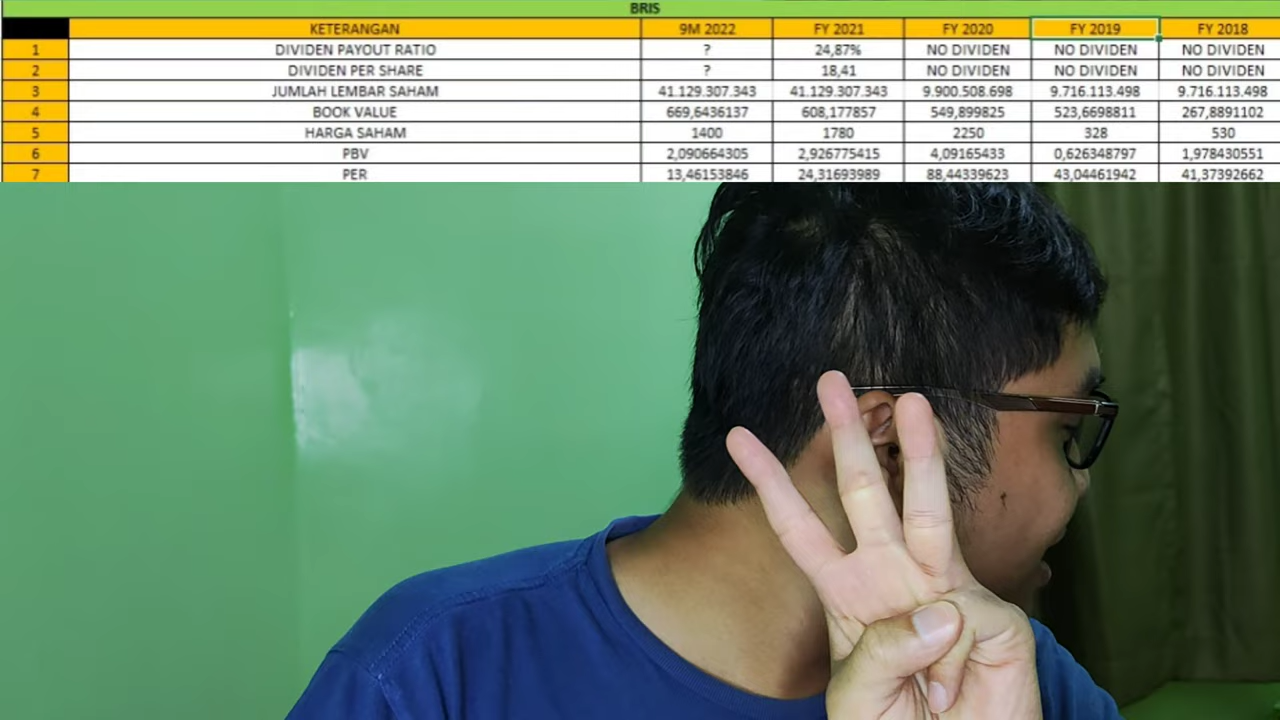 BRIS
KETERANGAN 9M 2022 FY 2021 FY 2020 FY 2019 FY 2018
1 DIVIDEN PAYOUT RATIO ? 24,87% NO DIVIDEN NO DIVIDEN NO DIVIDEN
2 DIVIDEN PER SHARE ? 18,41 NO DIVIDEN NO DIVIDEN NO DIVIDEN
3 JUMLAH LEMBAR SAHAM 41.129.307.343 41.129.307.343 9.900.508.698 9.716.113.498 9.716.113.498
4 BOOK VALUE 669,6436137 608,177857 549,899825 523,6698811 267,8891102
5 HARGA SAHAM 1400 1780 2250 328 530
6 PBV 2,090664305 2,926775415 4,09165433 0,626348797 1,978430551
7 PER 13,46153846 24,31693989 88,44339623 43,04461942 41,37392662